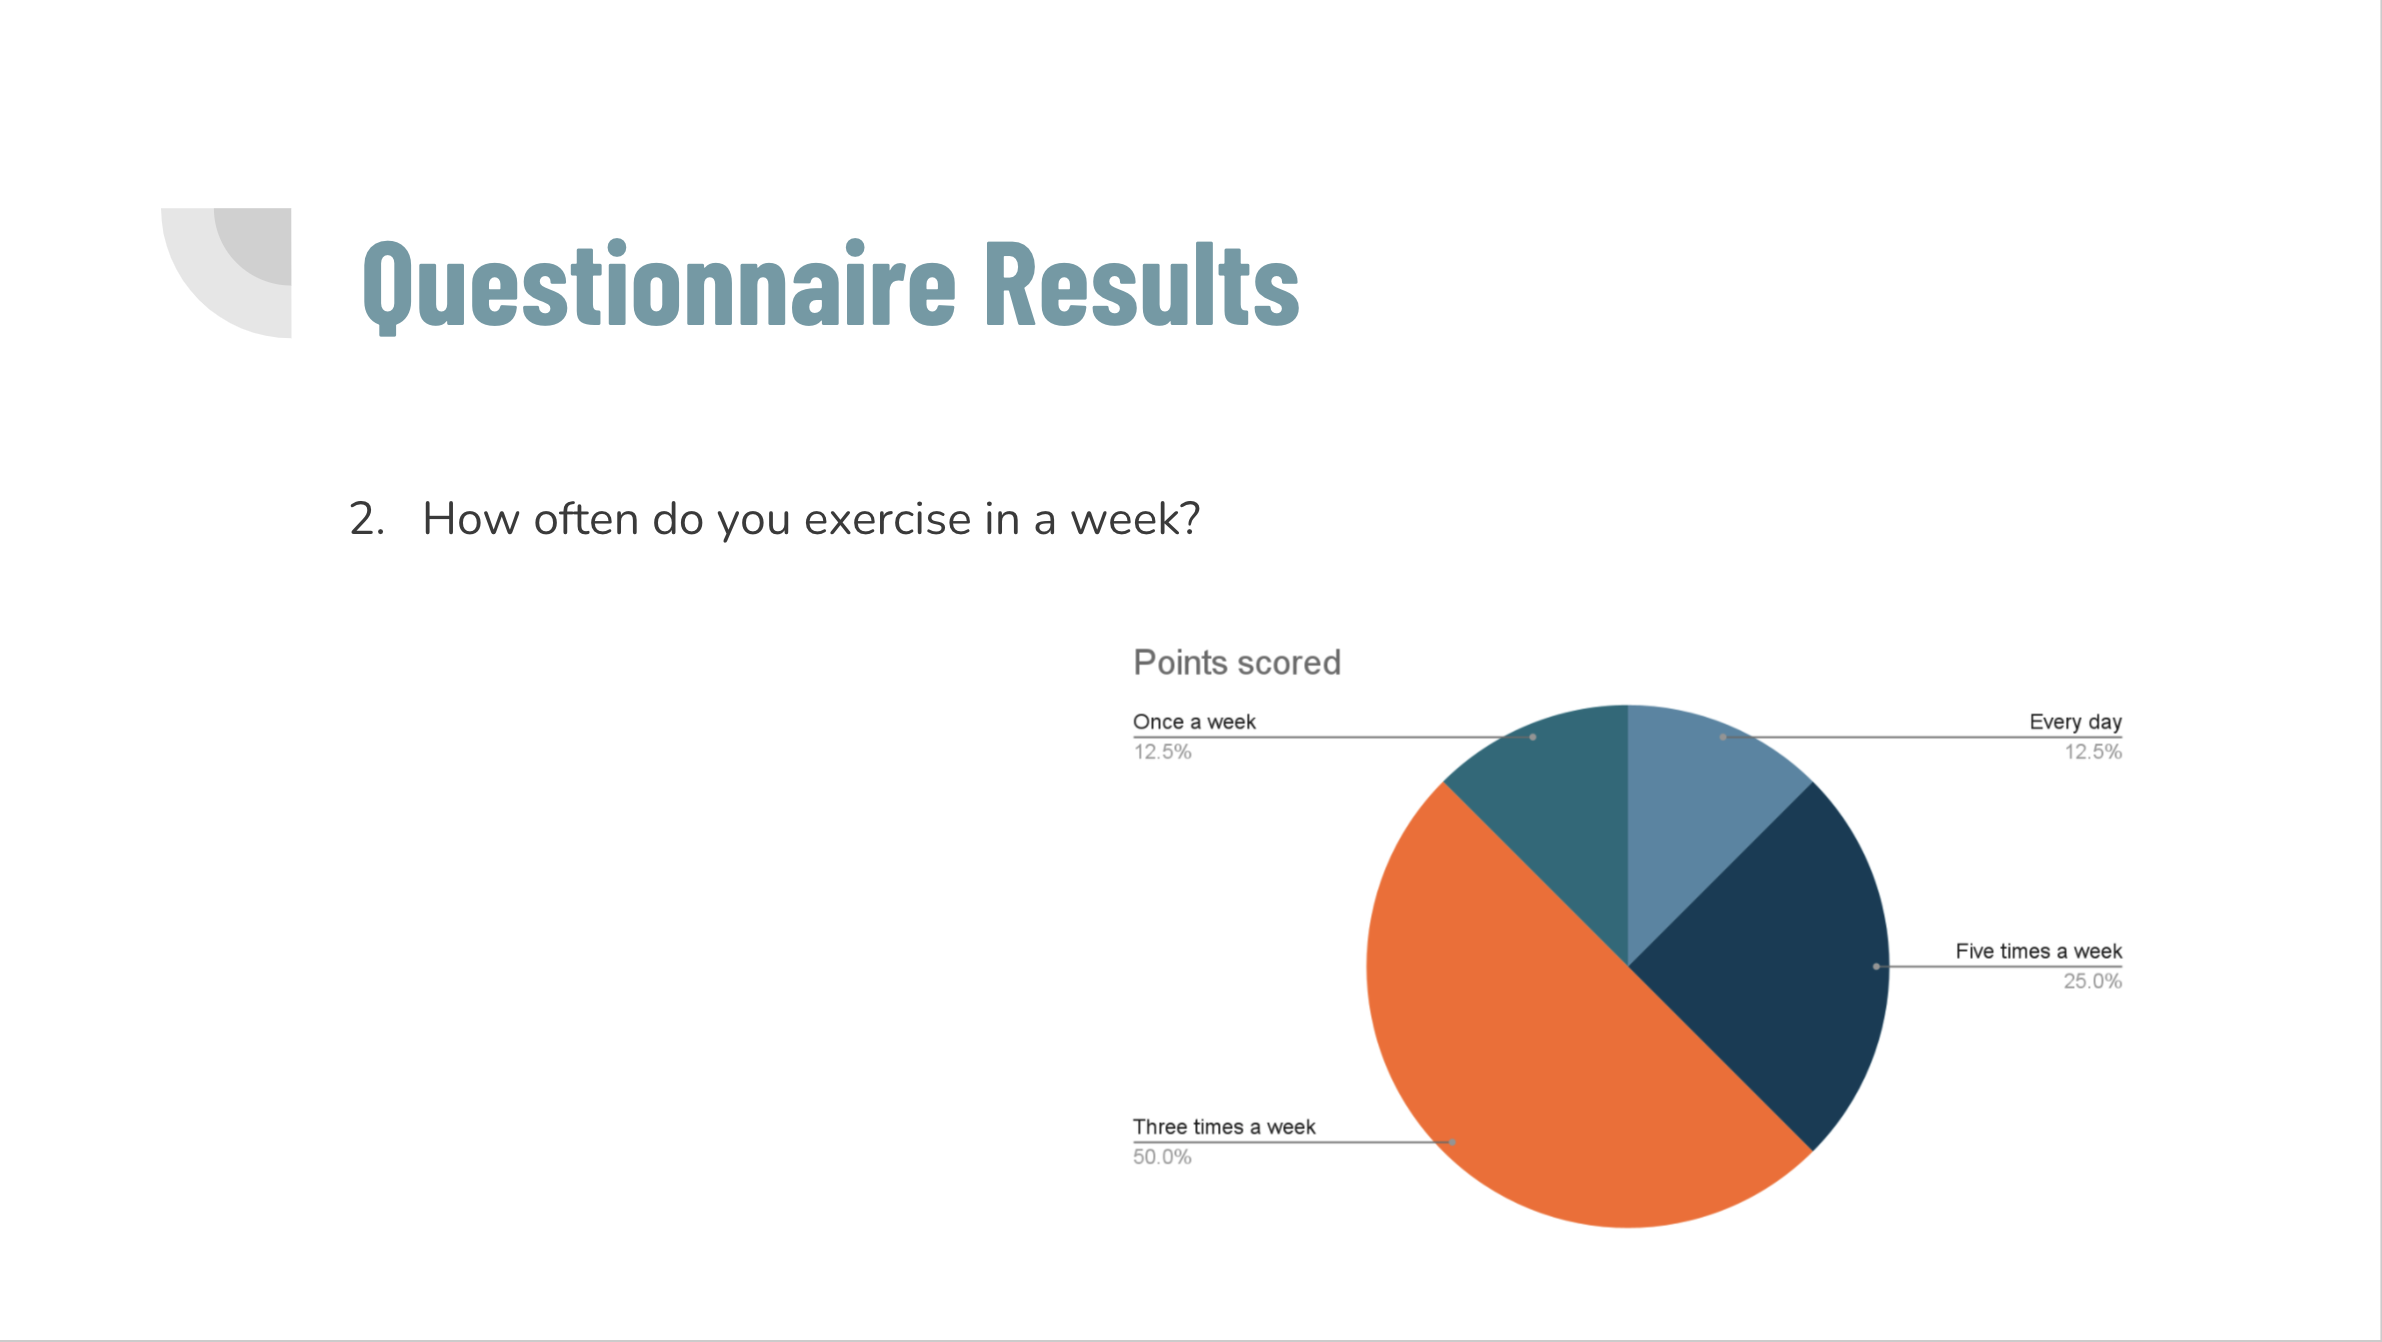 Questionnaire Results
2. How often do you exercise in a week?
Points scored
Once a week
12.5%
Every day
12.5%
Five times a week
25.0%
Three times a week
50.0%